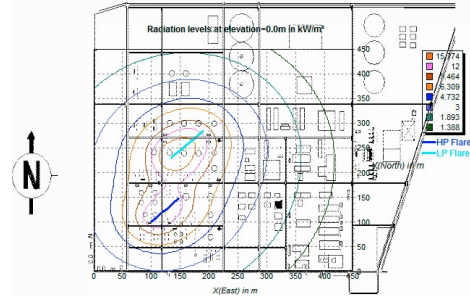 Radiation levels at elevation=0.0m in kW/m²
450
400
350
300
250
200
150
100
50
15.774
12
9.464
6.309
4.732
3
1.893
1.388
HP Flare
LP Flare
X(North) in m
N
0 50 100 150 200 250 300 350 400 450
X(East) in m